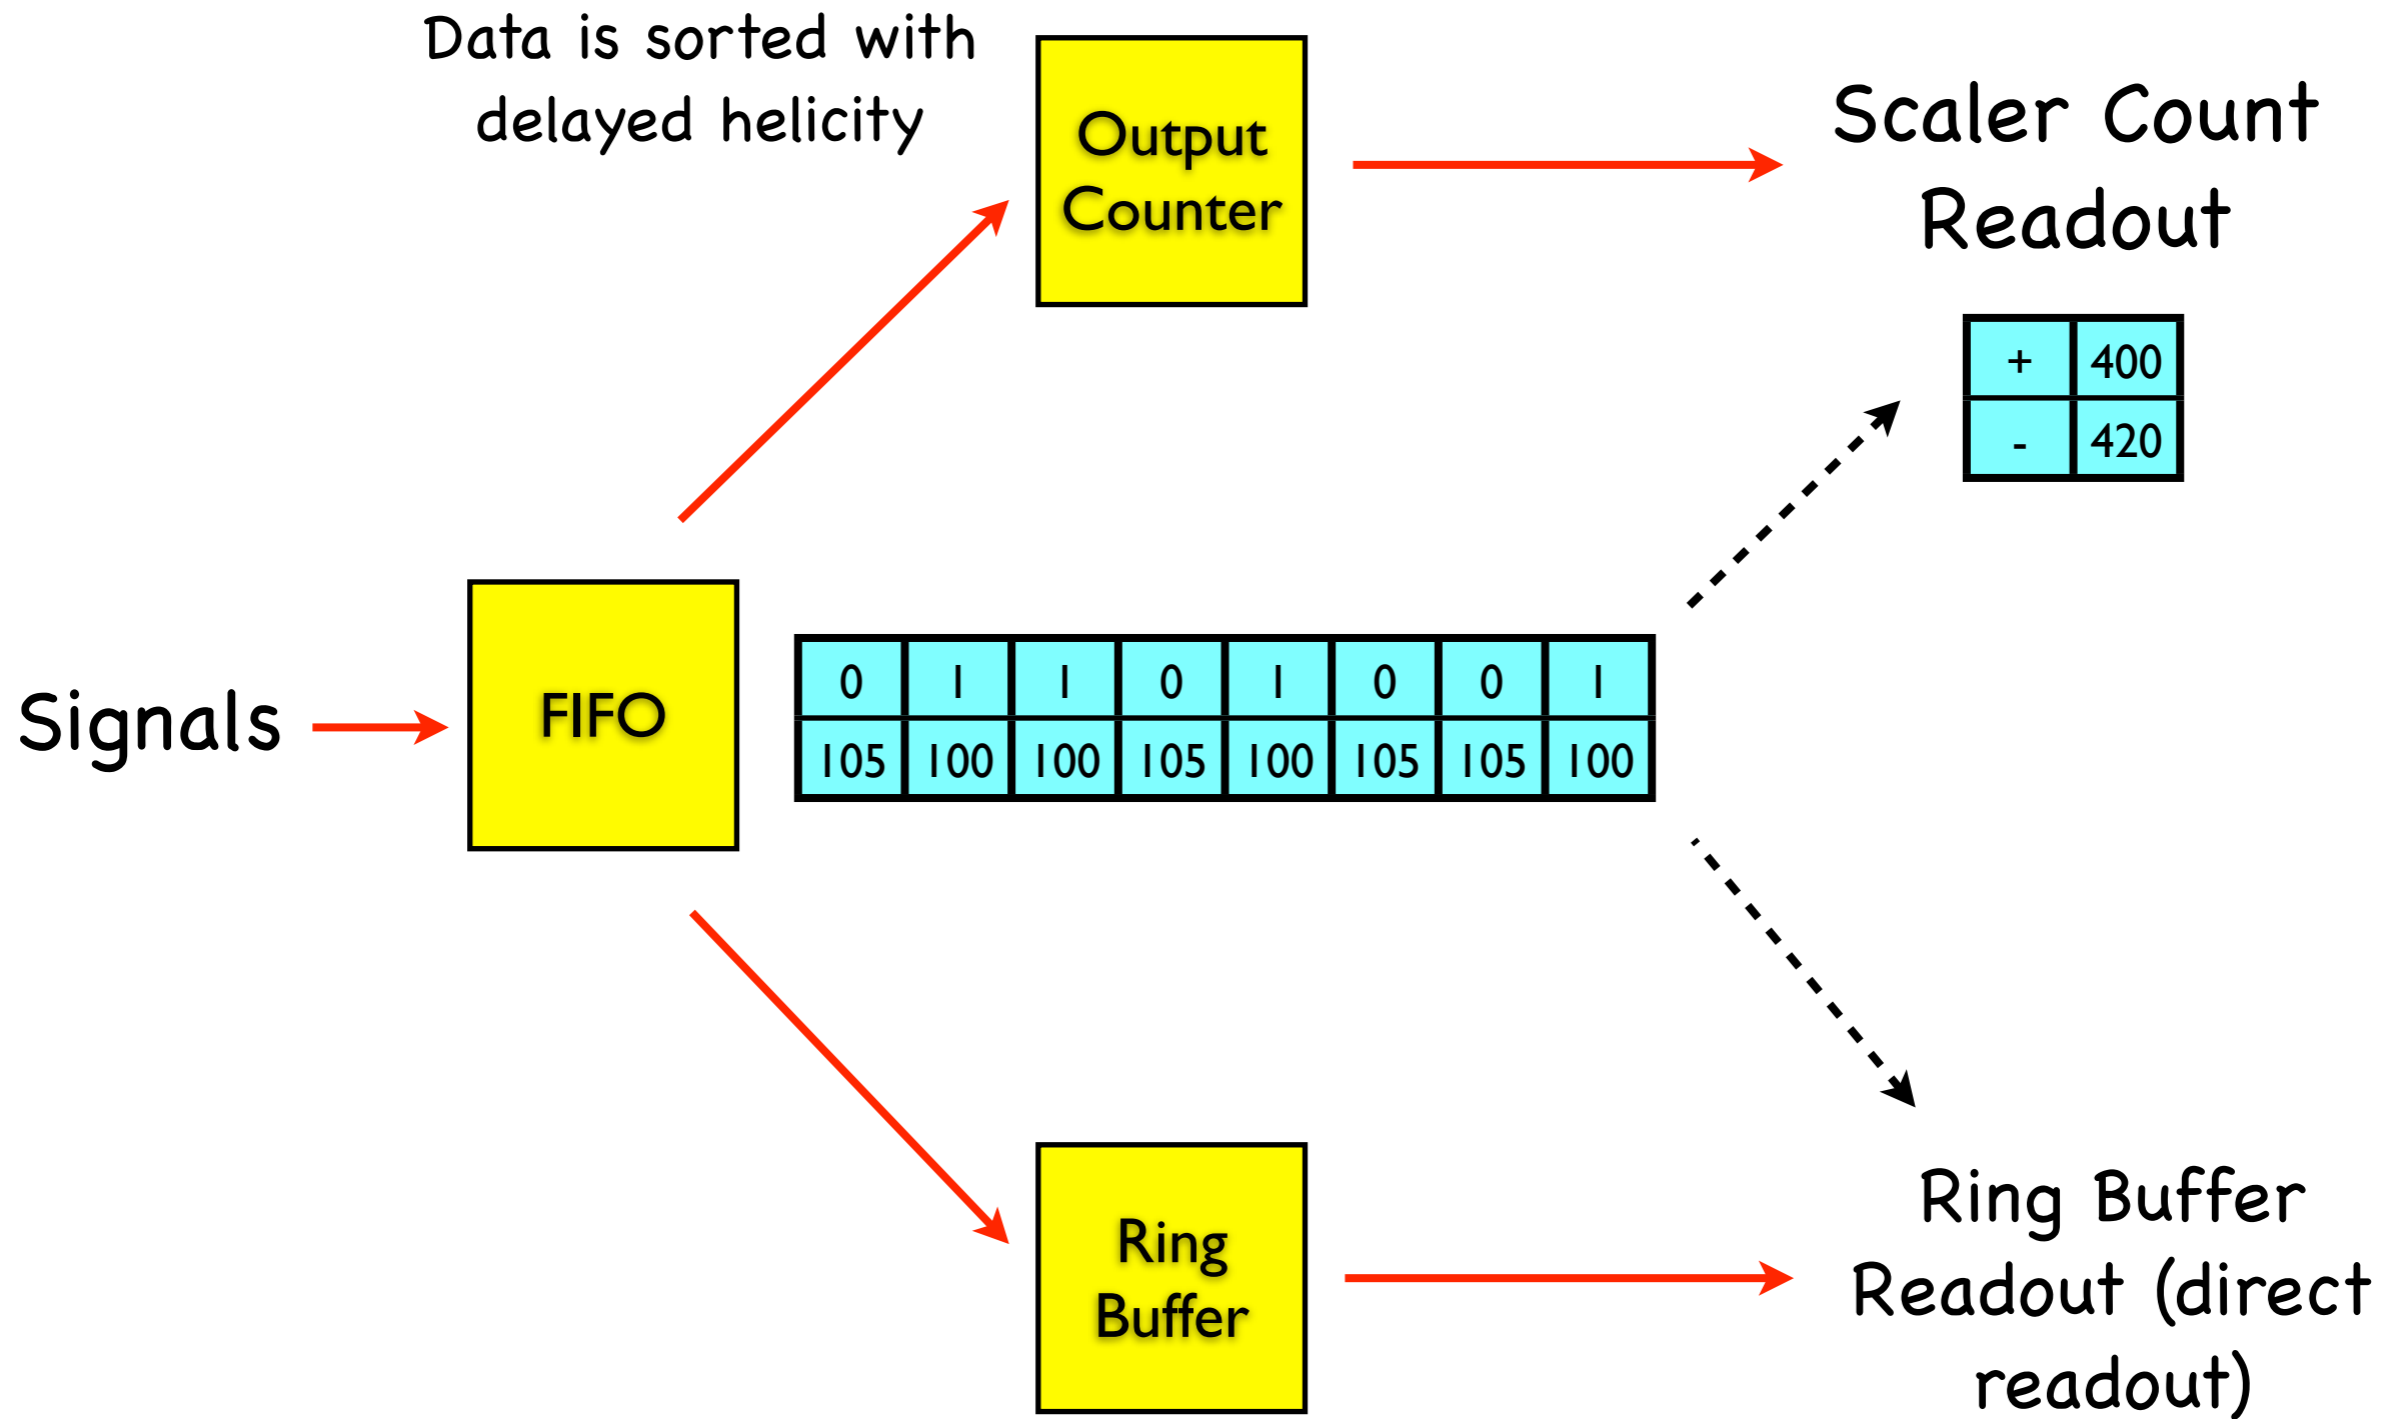 Data is sorted with
delayed helicity
Output
Counter
Scaler Count
Readout
+ 400
- 420
Signals
FIFO
0 1 1 0 1 0 0 1
105 100 100 105 100 105 105 100
Ring
Buffer
Ring Buffer
Readout (direct
readout)